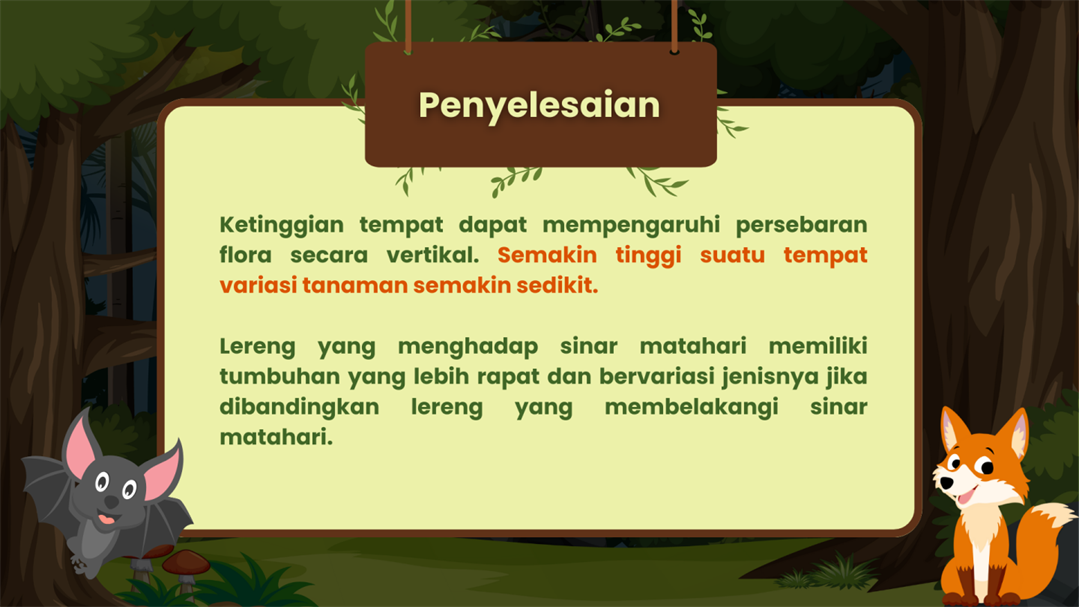 Penyelesaian
Ketinggian tempat dapat mempengaruhi persebaran
flora secara vertikal. Semakin tinggi suatu tempat
variasi tanaman semakin sedikit.
Lereng yang menghadap sinar matahari memiliki
tumbuhan yang lebih rapat dan bervariasi jenisnya jika
dibandingkan lereng yang membelakangi sinar
matahari.